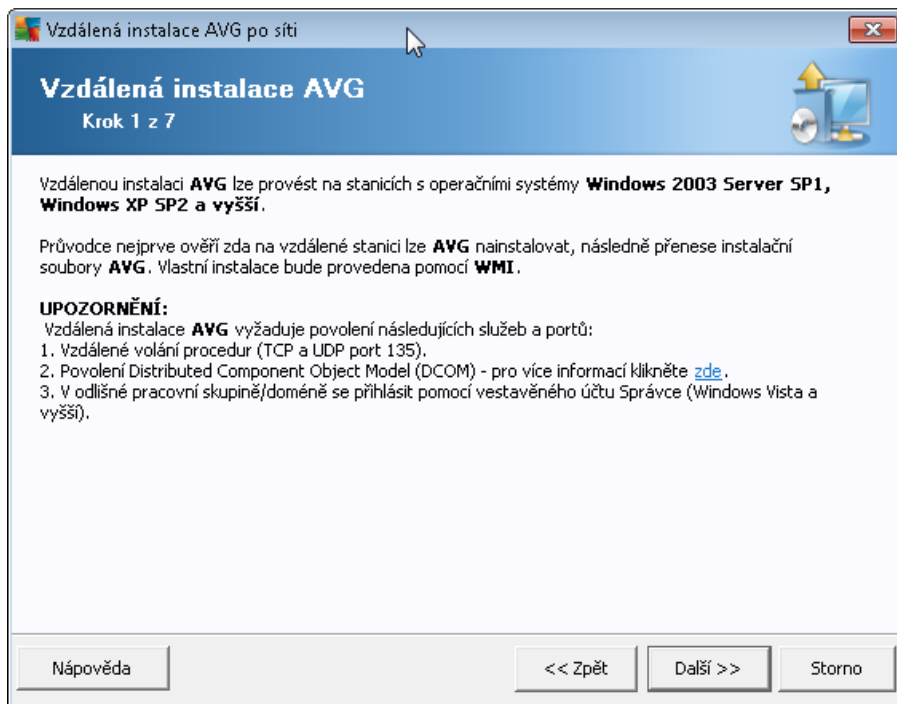 Vzdálená instalace AVG po síti
Vzdálená instalace AVG
Krok 1 z 7
Vzdálenou instalaci AVG lze provést na stanicích s operačními systémy Windows 2003 Server SP1,
Windows XP SP2 a vyšší.
Průvodce nejprve ověří zda na vzdálené stanici lze AVG nainstalovat, následně přenese instalační
soubory AVG. Vlastní instalace bude provedena pomocí WMI.
UPOZORNĚNÍ:
Vzdálená instalace AVG vyžaduje povolení následujících služeb a portů:
1. Vzdálené volání procedur (TCP a UDP port 135).
2. Povolení Distributed Component Object Model (DCOM) - pro více informací klikněte zde.
3. V odlišné pracovní skupině/doméně se přihlásit pomocí vestavěného účtu Správce (Windows Vista a
vyšší).
Nápověda
<< Zpět
Další >>
Storno